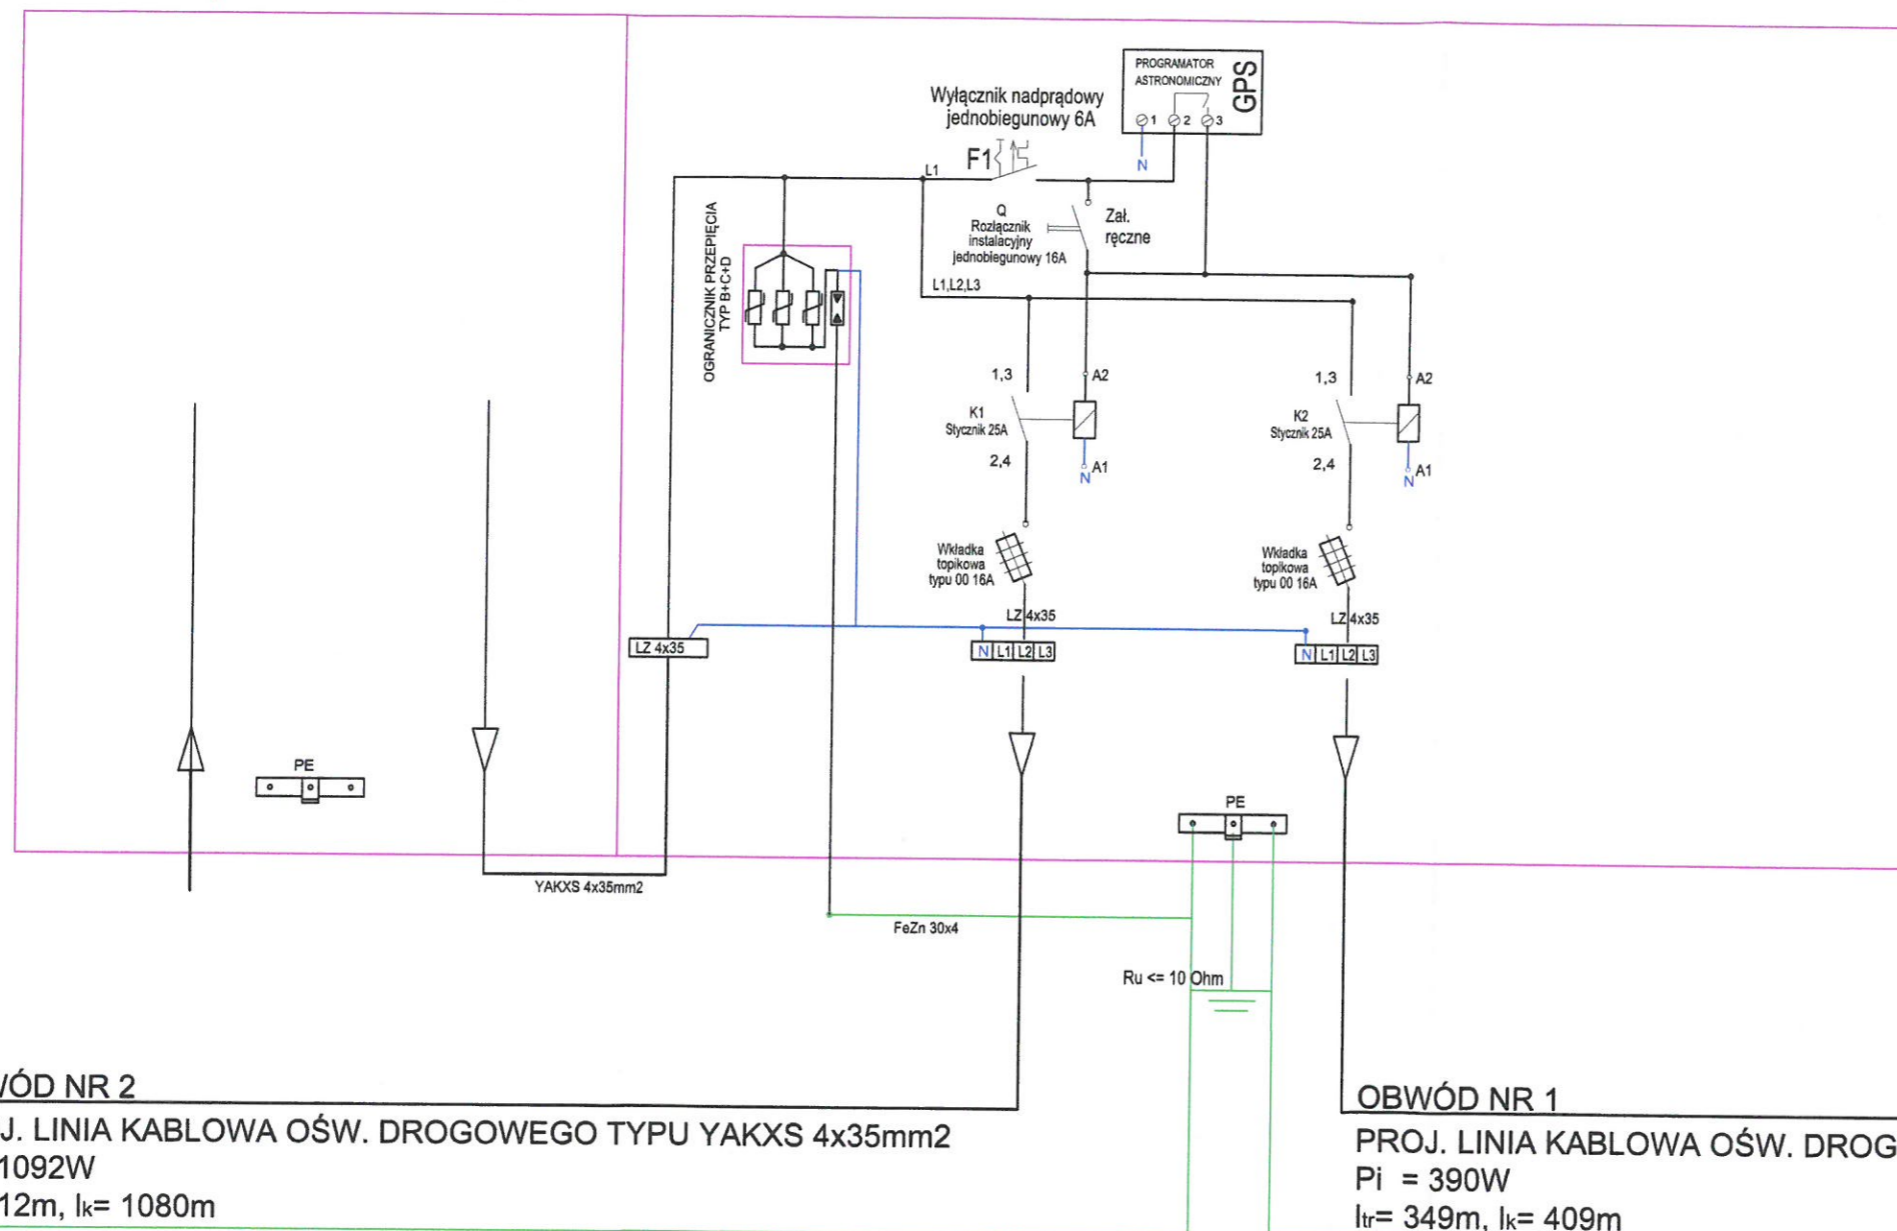 PROGRAMATOR
ASTRONOMICZNY
GPS
1 2 3
N
Wyłącznik nadprądowy
jednobiegunowy 6A
F1
L1
Q
Rozłącznik
instalacyjny
jednobiegunowy 16A
Zał.
ręczne
OGRANICZNIK PRZEPIĘCIA
TYP B+C+D
L1,L2,L3
1,3
A2
K1
Stycznik 25A
2,4
A1
N
1,3
A2
K2
Stycznik 25A
2,4
A1
N
Wkładka
topikowa
typu 00 16A
Wkładka
topikowa
typu 00 16A
LZ 4x35
LZ 4x35
LZ 4x35
N L1 L2 L3
N L1 L2 L3
PE
PE
YAKXS 4x35mm2
FeZn 30x4
Ru <= 10 Ohm
WÓD NR 2
J. LINIA KABLOWA OŚW. DROGOWEGO TYPU YAKXS 4x35mm2
1092W
12m, lk= 1080m
OBWÓD NR 1
PROJ. LINIA KABLOWA OŚW. DROG
Pi = 390W
ltr= 349m, lk= 409m